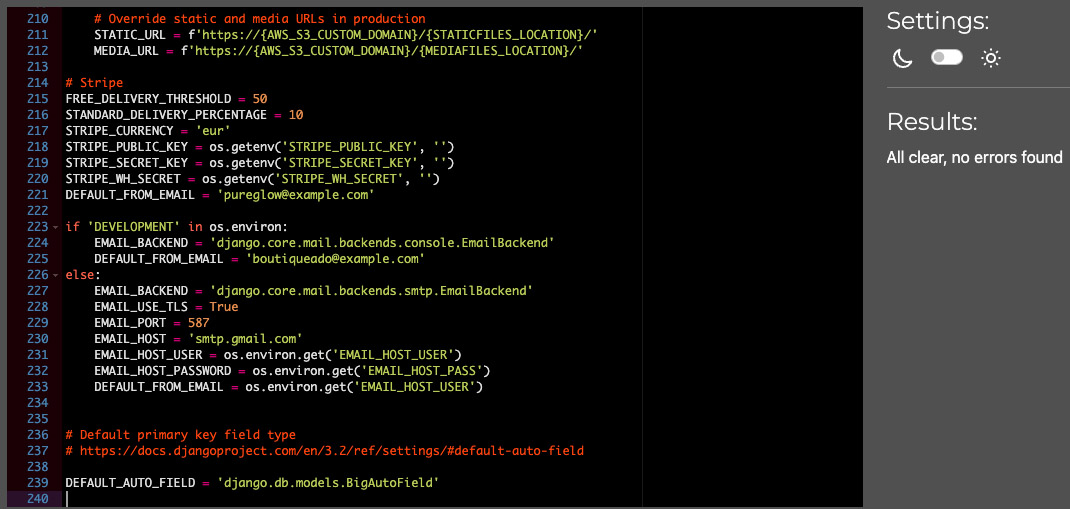 210     # Override static and media URLs in production
211     STATIC_URL = f'https://{AWS_S3_CUSTOM_DOMAIN}/{STATICFILES_LOCATION}/'
212     MEDIA_URL = f'https://{AWS_S3_CUSTOM_DOMAIN}/{MEDIAFILES_LOCATION}/'
213
214 # Stripe
215 FREE_DELIVERY_THRESHOLD = 50
216 STANDARD_DELIVERY_PERCENTAGE = 10
217 STRIPE_CURRENCY = 'eur'
218 STRIPE_PUBLIC_KEY = os.getenv('STRIPE_PUBLIC_KEY', '')
219 STRIPE_SECRET_KEY = os.getenv('STRIPE_SECRET_KEY', '')
220 STRIPE_WH_SECRET = os.getenv('STRIPE_WH_SECRET', '')
221 DEFAULT_FROM_EMAIL = 'pureglow@example.com'
222
223 if 'DEVELOPMENT' in os.environ:
224     EMAIL_BACKEND = 'django.core.mail.backends.console.EmailBackend'
225     DEFAULT_FROM_EMAIL = 'boutiqueado@example.com'
226 else:
227     EMAIL_BACKEND = 'django.core.mail.backends.smtp.EmailBackend'
228     EMAIL_USE_TLS = True
229     EMAIL_PORT = 587
230     EMAIL_HOST = 'smtp.gmail.com'
231     EMAIL_HOST_USER = os.environ.get('EMAIL_HOST_USER')
232     EMAIL_HOST_PASSWORD = os.environ.get('EMAIL_HOST_PASS')
233     DEFAULT_FROM_EMAIL = os.environ.get('EMAIL_HOST_USER')
234
235
236 # Default primary key field type
237 # https://docs.djangoproject.com/en/3.2/ref/settings/#default-auto-field
238
239 DEFAULT_AUTO_FIELD = 'django.db.models.BigAutoField'
240
Settings:
Results:
All clear, no errors found